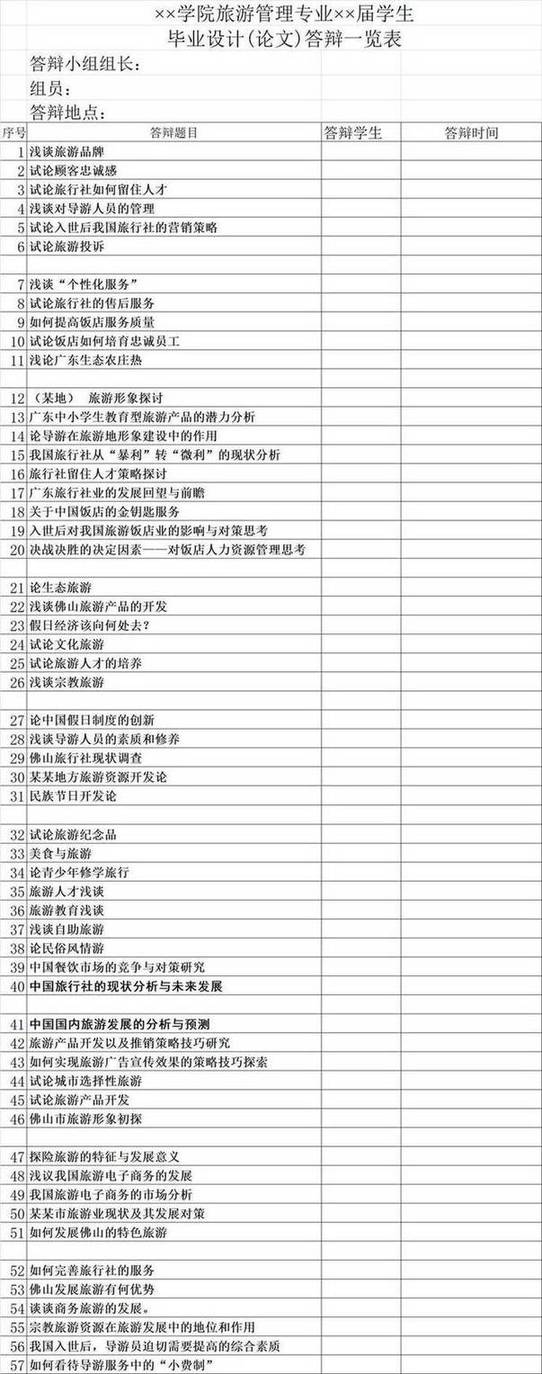 ××学院旅游管理专业××届学生
毕业设计(论文)答辩一览表
答辩小组组长：
组员：
答辩地点：
序号 答辩题目 答辩学生 答辩时间
1 浅谈旅游品牌
2 试论顾客忠诚感
3 试论旅行社如何留住人才
4 浅谈对导游人员的管理
5 试论入世后我国旅行社的营销策略
6 试论旅游投诉
7 浅谈“个性化服务”
8 试论旅行社的售后服务
9 如何提高饭店服务质量
10 试论饭店如何培育忠诚员工
11 浅论广东生态农庄热
12 （某地） 旅游形象探讨
13 广东中小学生教育型旅游产品的潜力分析
14 论导游在旅游地形象建设中的作用
15 我国旅行社从“暴利”转“微利”的现状分析
16 旅行社留住人才策略探讨
17 广东旅行社业的发展回望与前瞻
18 关于中国饭店的金钥匙服务
19 入世后对我国旅游饭店业的影响与对策思考
20 决战决胜的决定因素——对饭店人力资源管理思考
21 论生态旅游
22 浅谈佛山旅游产品的开发
23 假日经济该向何处去？
24 试论文化旅游
25 试论旅游人才的培养
26 浅谈宗教旅游
27 论中国假日制度的创新
28 浅谈导游人员的素质和修养
29 佛山旅行社现状调查
30 某某地方旅游资源开发论
31 民族节日开发论
32 试论旅游纪念品
33 美食与旅游
34 论青少年修学旅行
35 旅游人才浅谈
36 旅游教育浅谈
37 浅谈自助旅游
38 论民俗风情游
39 中国餐饮市场的竞争与对策研究
40 中国旅行社的现状分析与未来发展
41 中国国内旅游发展的分析与预测
42 旅游产品开发以及推销策略技巧研究
43 如何实现旅游广告宣传效果的策略技巧探索
44 试论城市选择性旅游
45 试论旅游产品开发
46 佛山市旅游形象初探
47 探险旅游的特征与发展意义
48 浅议我国旅游电子商务的发展
49 我国旅游电子商务的市场分析
50 某某市旅游业现状及其发展对策
51 如何发展佛山的特色旅游
52 如何完善旅行社的服务
53 佛山发展旅游有何优势
54 谈谈商务旅游的发展。
55 宗教旅游资源在旅游发展中的地位和作用
56 我国入世后，导游员迫切需要提高的综合素质
57 如何看待导游服务中的“小费制”